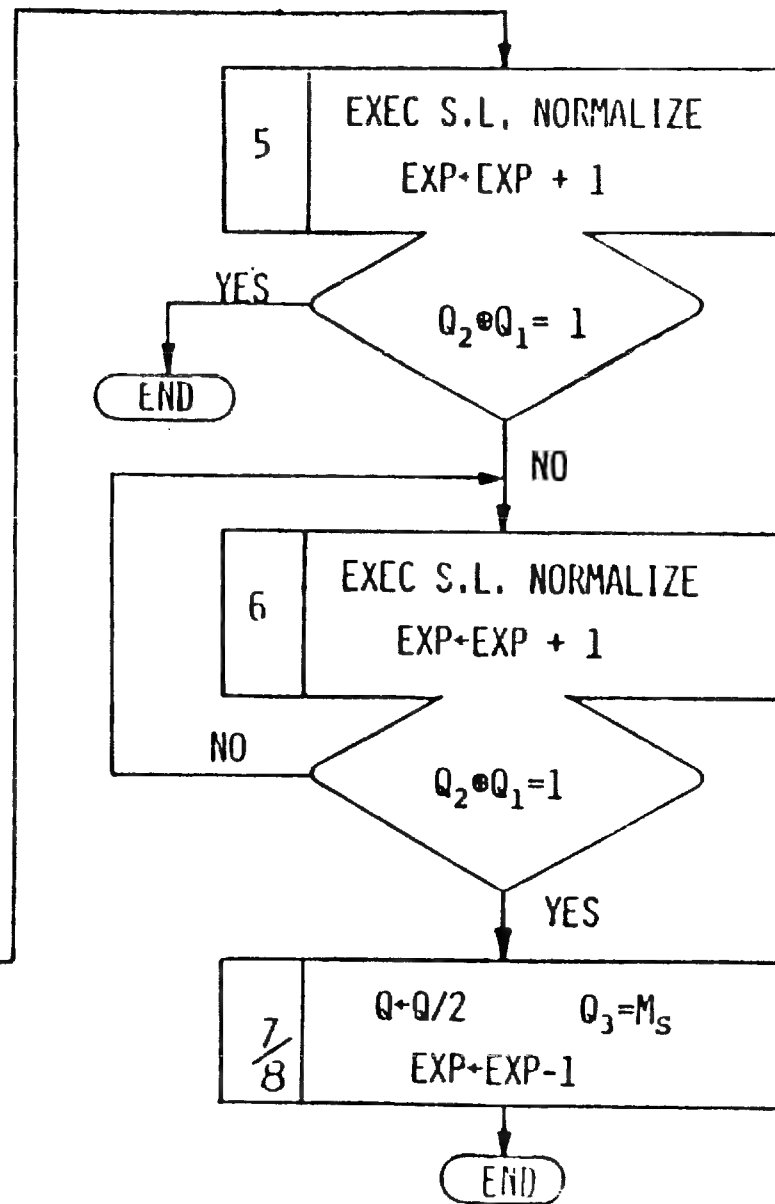 5
EXEC S.L. NORMALIZE
EXP←EXP + 1
YES
Q₂⊕Q₁= 1
END
NO
6
EXEC S.L. NORMALIZE
EXP←EXP + 1
NO
Q₂⊕Q₁=1
YES
7/8
Q←Q/2 Q₃=Mₛ
EXP←EXP-1
END